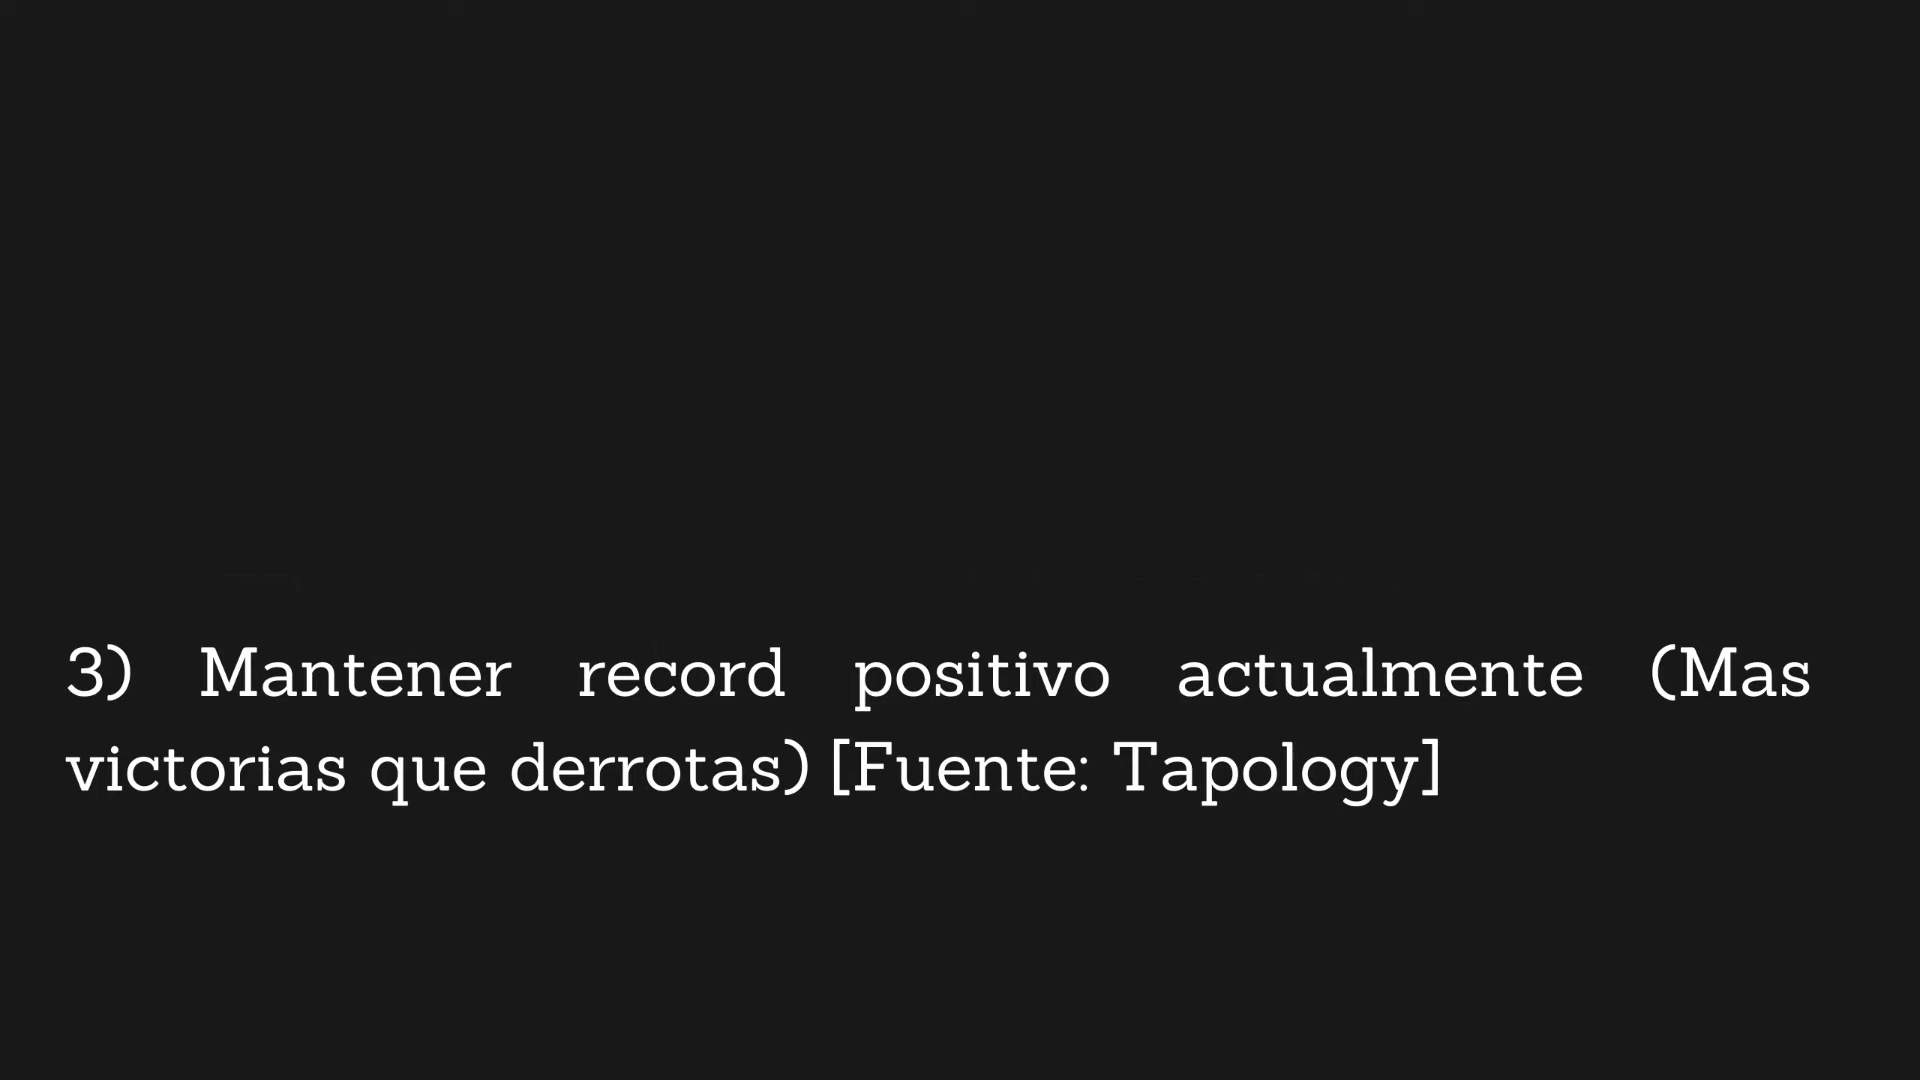 3) Mantener record positivo actualmente (Mas
victorias que derrotas) [Fuente: Tapology]